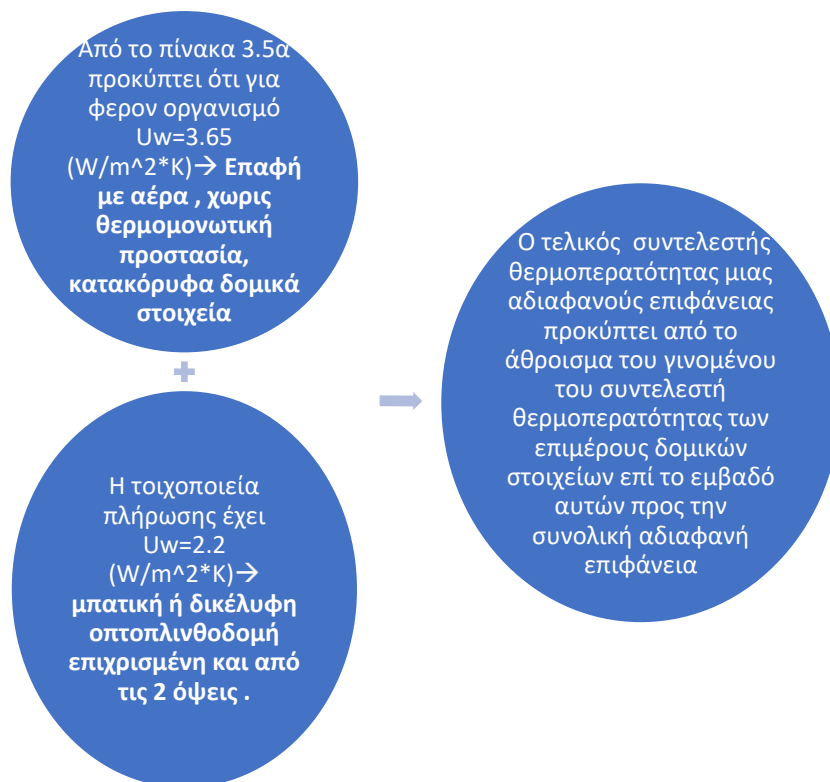 Από το πίνακα 3.5α
προκύπτει ότι για
φερον οργανισμό
Uw=3.65
(W/m^2*K)→ Επαφή
με αέρα , χωρις
θερμομονωτική
προστασία,
κατακόρυφα δομικά
στοιχεία
Η τοιχοποιεία
πλήρωσης έχει
Uw=2.2
(W/m^2*K)→
μπατική ή δικέλυφη
οπτοπλινθοδομή
επιχρισμένη και από
τις 2 όψεις .
Ο τελικός συντελεστής
θερμοπερατότητας μιας
αδιαφανούς επιφάνειας
προκύπτει από το
άθροισμα του γινομένου
του συντελεστή
θερμοπερατότητας των
επιμέρους δομικών
στοιχείων επί το εμβαδό
αυτών προς την
συνολική αδιαφανή
επιφάνεια